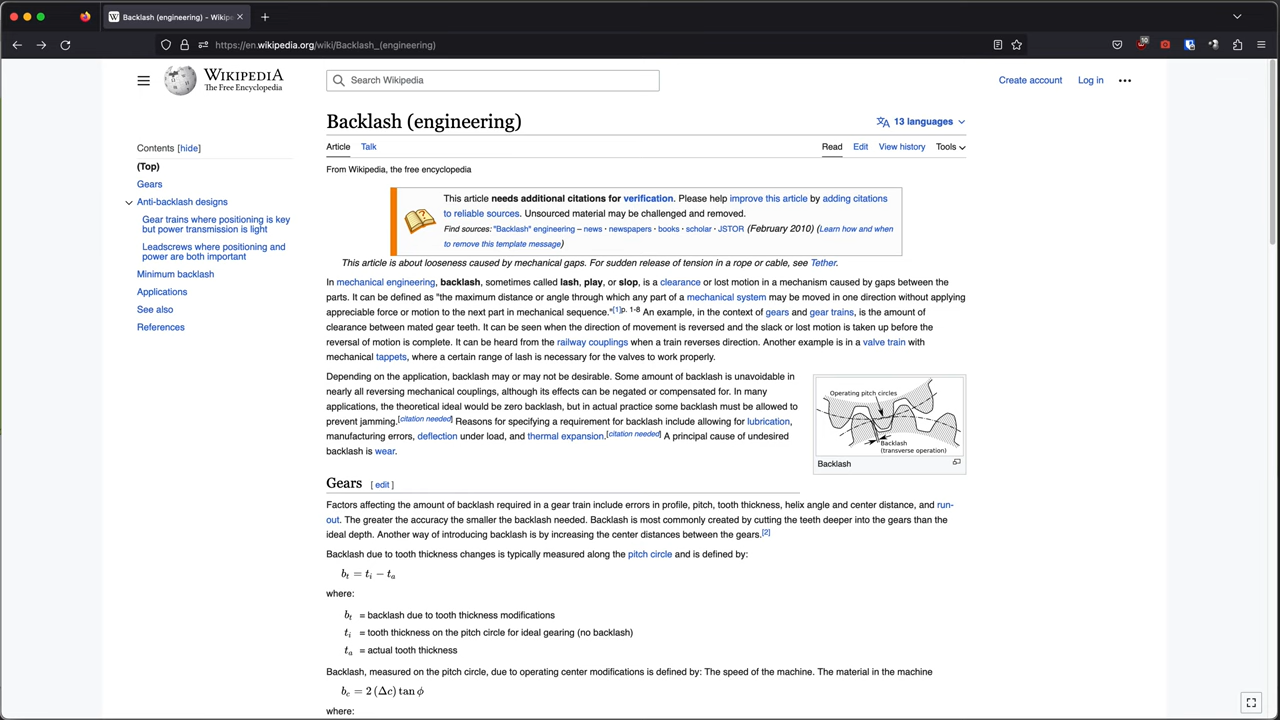 Backlash (engineering) - Wikipe
https://en.wikipedia.org/wiki/Backlash_(engineering)
10
WIKIPEDIA
The Free Encyclopedia
Search Wikipedia
Create account
Log in
Backlash (engineering)
13 languages
Article
Talk
Read
Edit
View history
Tools
From Wikipedia, the free encyclopedia
Contents [hide]
(Top)
Gears
Anti-backlash designs
Gear trains where positioning is key
but power transmission is light
Leadscrews where positioning and
power are both important
Minimum backlash
Applications
See also
References
This article needs additional citations for verification. Please help improve this article by adding citations
to reliable sources. Unsourced material may be challenged and removed.
Find sources: "Backlash" engineering – news · newspapers · books · scholar · JSTOR (February 2010) (Learn how and when
to remove this template message)
This article is about looseness caused by mechanical gaps. For sudden release of tension in a rope or cable, see Tether.
In mechanical engineering, backlash, sometimes called lash, play, or slop, is a clearance or lost motion in a mechanism caused by gaps between the
parts. It can be defined as "the maximum distance or angle through which any part of a mechanical system may be moved in one direction without applying
appreciable force or motion to the next part in mechanical sequence."[1]p. 1-8 An example, in the context of gears and gear trains, is the amount of
clearance between mated gear teeth. It can be seen when the direction of movement is reversed and the slack or lost motion is taken up before the
reversal of motion is complete. It can be heard from the railway couplings when a train reverses direction. Another example is in a valve train with
mechanical tappets, where a certain range of lash is necessary for the valves to work properly.
Depending on the application, backlash may or may not be desirable. Some amount of backlash is unavoidable in
nearly all reversing mechanical couplings, although its effects can be negated or compensated for. In many
applications, the theoretical ideal would be zero backlash, but in actual practice some backlash must be allowed to
prevent jamming.[citation needed] Reasons for specifying a requirement for backlash include allowing for lubrication,
manufacturing errors, deflection under load, and thermal expansion.[citation needed] A principal cause of undesired
backlash is wear.
Operating pitch circles
Backlash
(transverse operation)
Backlash
Gears [ edit ]
Factors affecting the amount of backlash required in a gear train include errors in profile, pitch, tooth thickness, helix angle and center distance, and run-
out. The greater the accuracy the smaller the backlash needed. Backlash is most commonly created by cutting the teeth deeper into the gears than the
ideal depth. Another way of introducing backlash is by increasing the center distances between the gears.[2]
Backlash due to tooth thickness changes is typically measured along the pitch circle and is defined by:
bt = ti − ta
where:
bt = backlash due to tooth thickness modifications
ti = tooth thickness on the pitch circle for ideal gearing (no backlash)
ta = actual tooth thickness
Backlash, measured on the pitch circle, due to operating center modifications is defined by: The speed of the machine. The material in the machine
bc = 2 (Δc) tan ϕ
where: